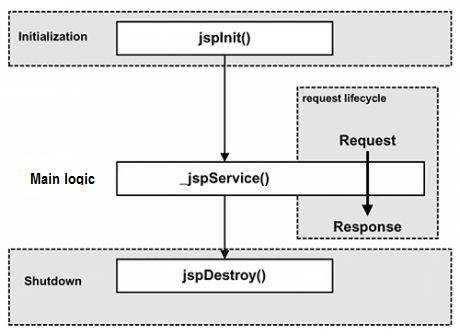 Initialization
jspInit()
request lifecycle
Request
Main logic
_jspService()
Response
Shutdown
jspDestroy()